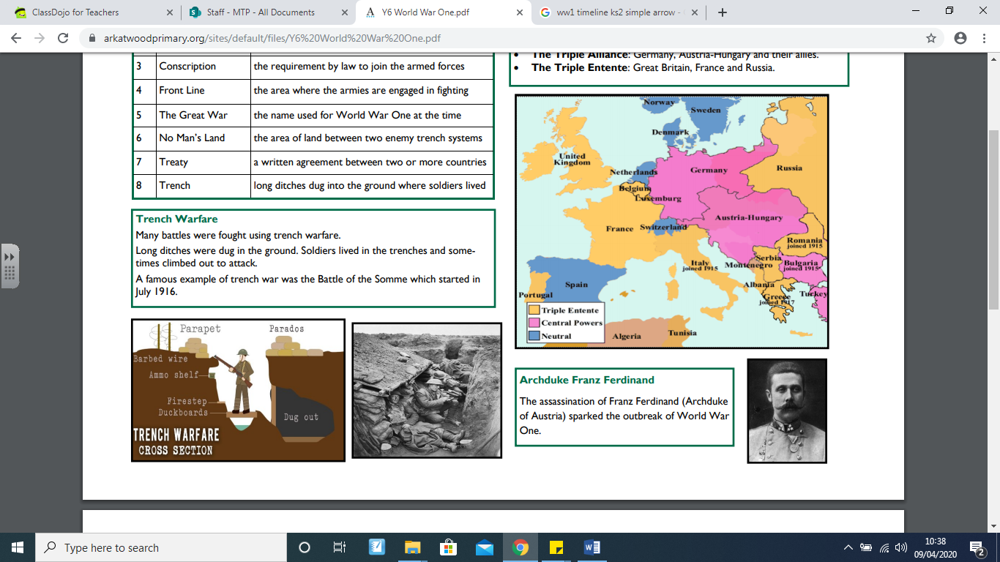 ClassDojo for Teachers
Staff - MTP - All Documents
Y6 World War One.pdf
ww1 timeline ks2 simple arrow -
arkatwoodprimary.org/sites/default/files/Y6%20World%20War%20One.pdf
3 Conscription the requirement by law to join the armed forces
4 Front Line the area where the armies are engaged in fighting
5 The Great War the name used for World War One at the time
6 No Man's Land the area of land between two enemy trench systems
7 Treaty a written agreement between two or more countries
8 Trench long ditches dug into the ground where soldiers lived
Trench Warfare
Many battles were fought using trench warfare.
Long ditches were dug in the ground. Soldiers lived in the trenches and some-
times climbed out to attack.
A famous example of trench war was the Battle of the Somme which started in
July 1916.
Parapet
Parados
Barbed wire
Ammo shelf
Firestep
Duckboards
Dug out
TRENCH WARFARE
CROSS SECTION
• The Triple Alliance: Germany, Austria-Hungary and their allies.
• The Triple Entente: Great Britain, France and Russia.
Norway
Sweden
Denmark
United
Kingdom
Netherlands
Germany
Russia
Belgium
Luxemburg
Austria-Hungary
France
Switzerland
Romania
joined 1915
Italy
joined 1915
Montenegro
Serbia
Bulgaria
joined 1915
Spain
Portugal
Albania
Greece
joined 1917
Turkey
Triple Entente
Central Powers
Neutral
Algeria
Tunisia
Archduke Franz Ferdinand
The assassination of Franz Ferdinand (Archduke
of Austria) sparked the outbreak of World War
One.
Type here to search
10:38
09/04/2020
2